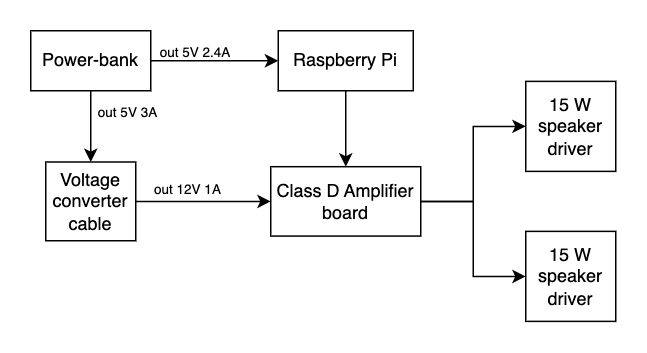 Power-bank
out 5V 2.4A
Raspberry Pi
out 5V 3A
15 W
speaker
driver
Voltage
converter
cable
out 12V 1A
Class D Amplifier
board
15 W
speaker
driver